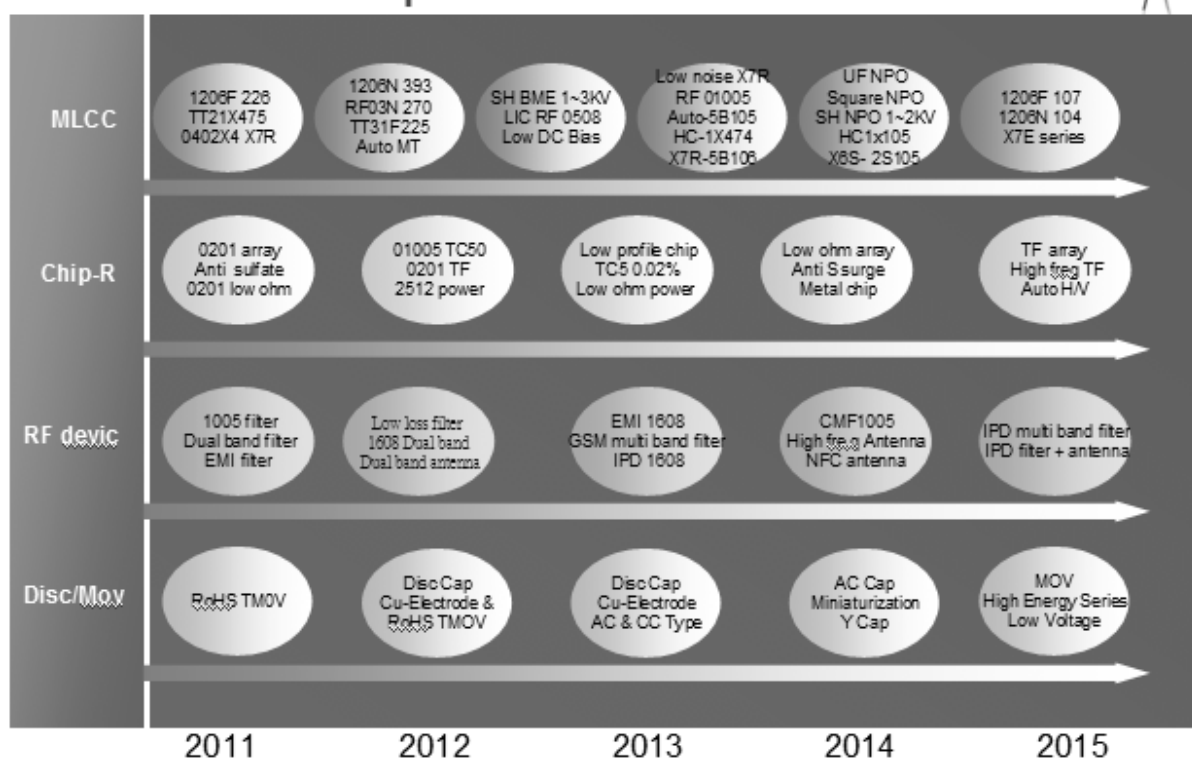 MLCC
1206F 226
TT21X475
0402X4 X7R
1206N 393
RF03N 270
TT31F225
Auto MT
SH BME 1~3KV
LIC RF 0508
Low DC Bias
Low noise X7R
RF 01005
Auto-5B105
HC-1X474
X7R-5B106
UF NPO
Square NPO
SH NPO 1~2KV
HC1x105
X6S- 2S105
1206F 107
1206N 104
X7E series
Chip-R
0201 array
Anti sulfate
0201 low ohm
01005 TC50
0201 TF
2512 power
Low profile chip
TC5 0.02%
Low ohm power
Low ohm array
Anti S surge
Metal chip
TF array
High freq TF
Auto H/V
RF devic
1005 filter
Dual band filter
EMI filter
Low loss filter
1608 Dual band
Dual band antenna
EMI 1608
GSM multi band filter
IPD 1608
CMF1005
High fre.q Antenna
NFC antenna
IPD multi band filter
IPD filter + antenna
Disc/Mov
RoHS TM0V
Disc Cap
Cu-Electrode &
RoHS TMOV
Disc Cap
Cu-Electrode
AC & CC Type
AC Cap
Miniaturization
Y Cap
MOV
High Energy Series
Low Voltage
2011
2012
2013
2014
2015